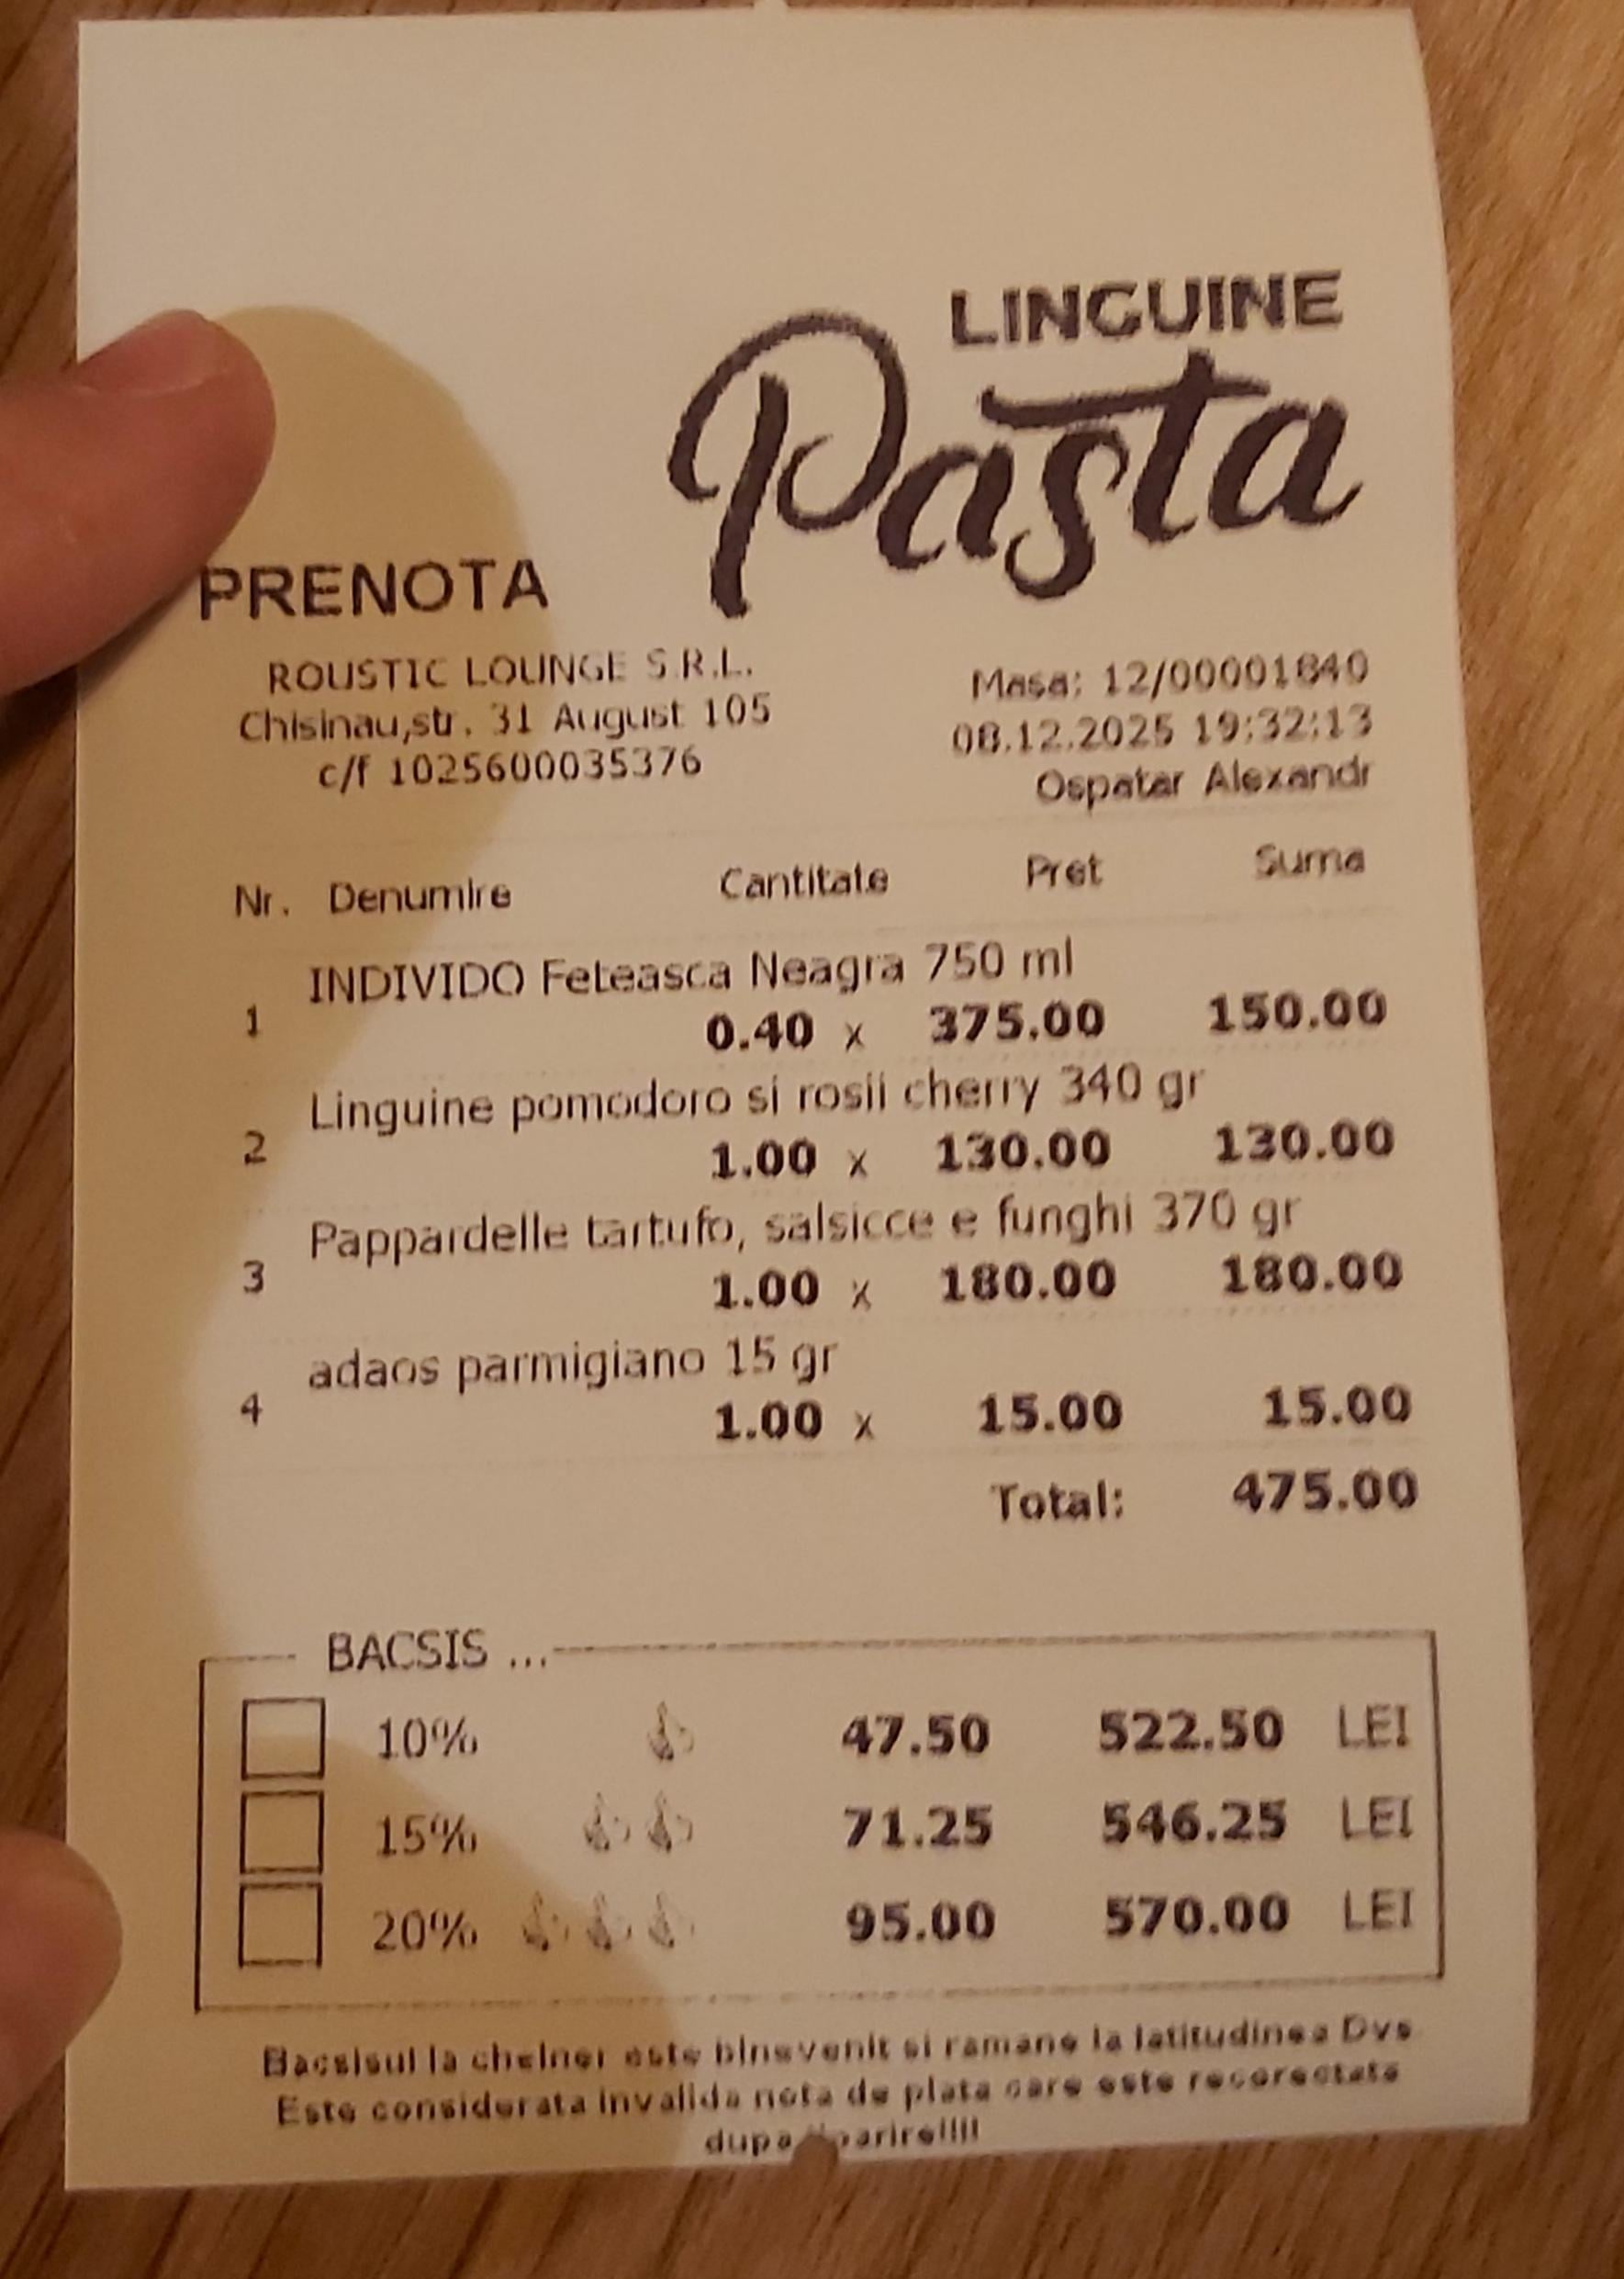 LINGUINE
Pasta
PRENOTA
ROUSTIC LOUNGE S.R.L.
Chisinau,str. 31 August 105
c/f 1025600035376
Masa: 12/00001840
08.12.2025 19:32:13
Ospatar Alexandr
Nr. Denumire Cantitate Pret Suma
INDIVIDO Feteasca Neagra 750 ml
1 0.40 x 375.00 150.00
Linguine pomodoro si rosii cherry 340 gr
2 1.00 x 130.00 130.00
Pappardelle tartufo, salsicce e funghi 370 gr
3 1.00 x 180.00 180.00
adaos parmigiano 15 gr
4 1.00 x 15.00 15.00
Total: 475.00
BACSIS ...
10% 47.50 522.50 LEI
15% 71.25 546.25 LEI
20% 95.00 570.00 LEI
Bacsisul la chelner este binevenit si ramane la latitudinea Dvs
Este considerata invalida nota de plata care este recorectata
dupa